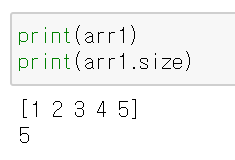 print(arr1)
print(arr1.size)
[1 2 3 4 5]
5